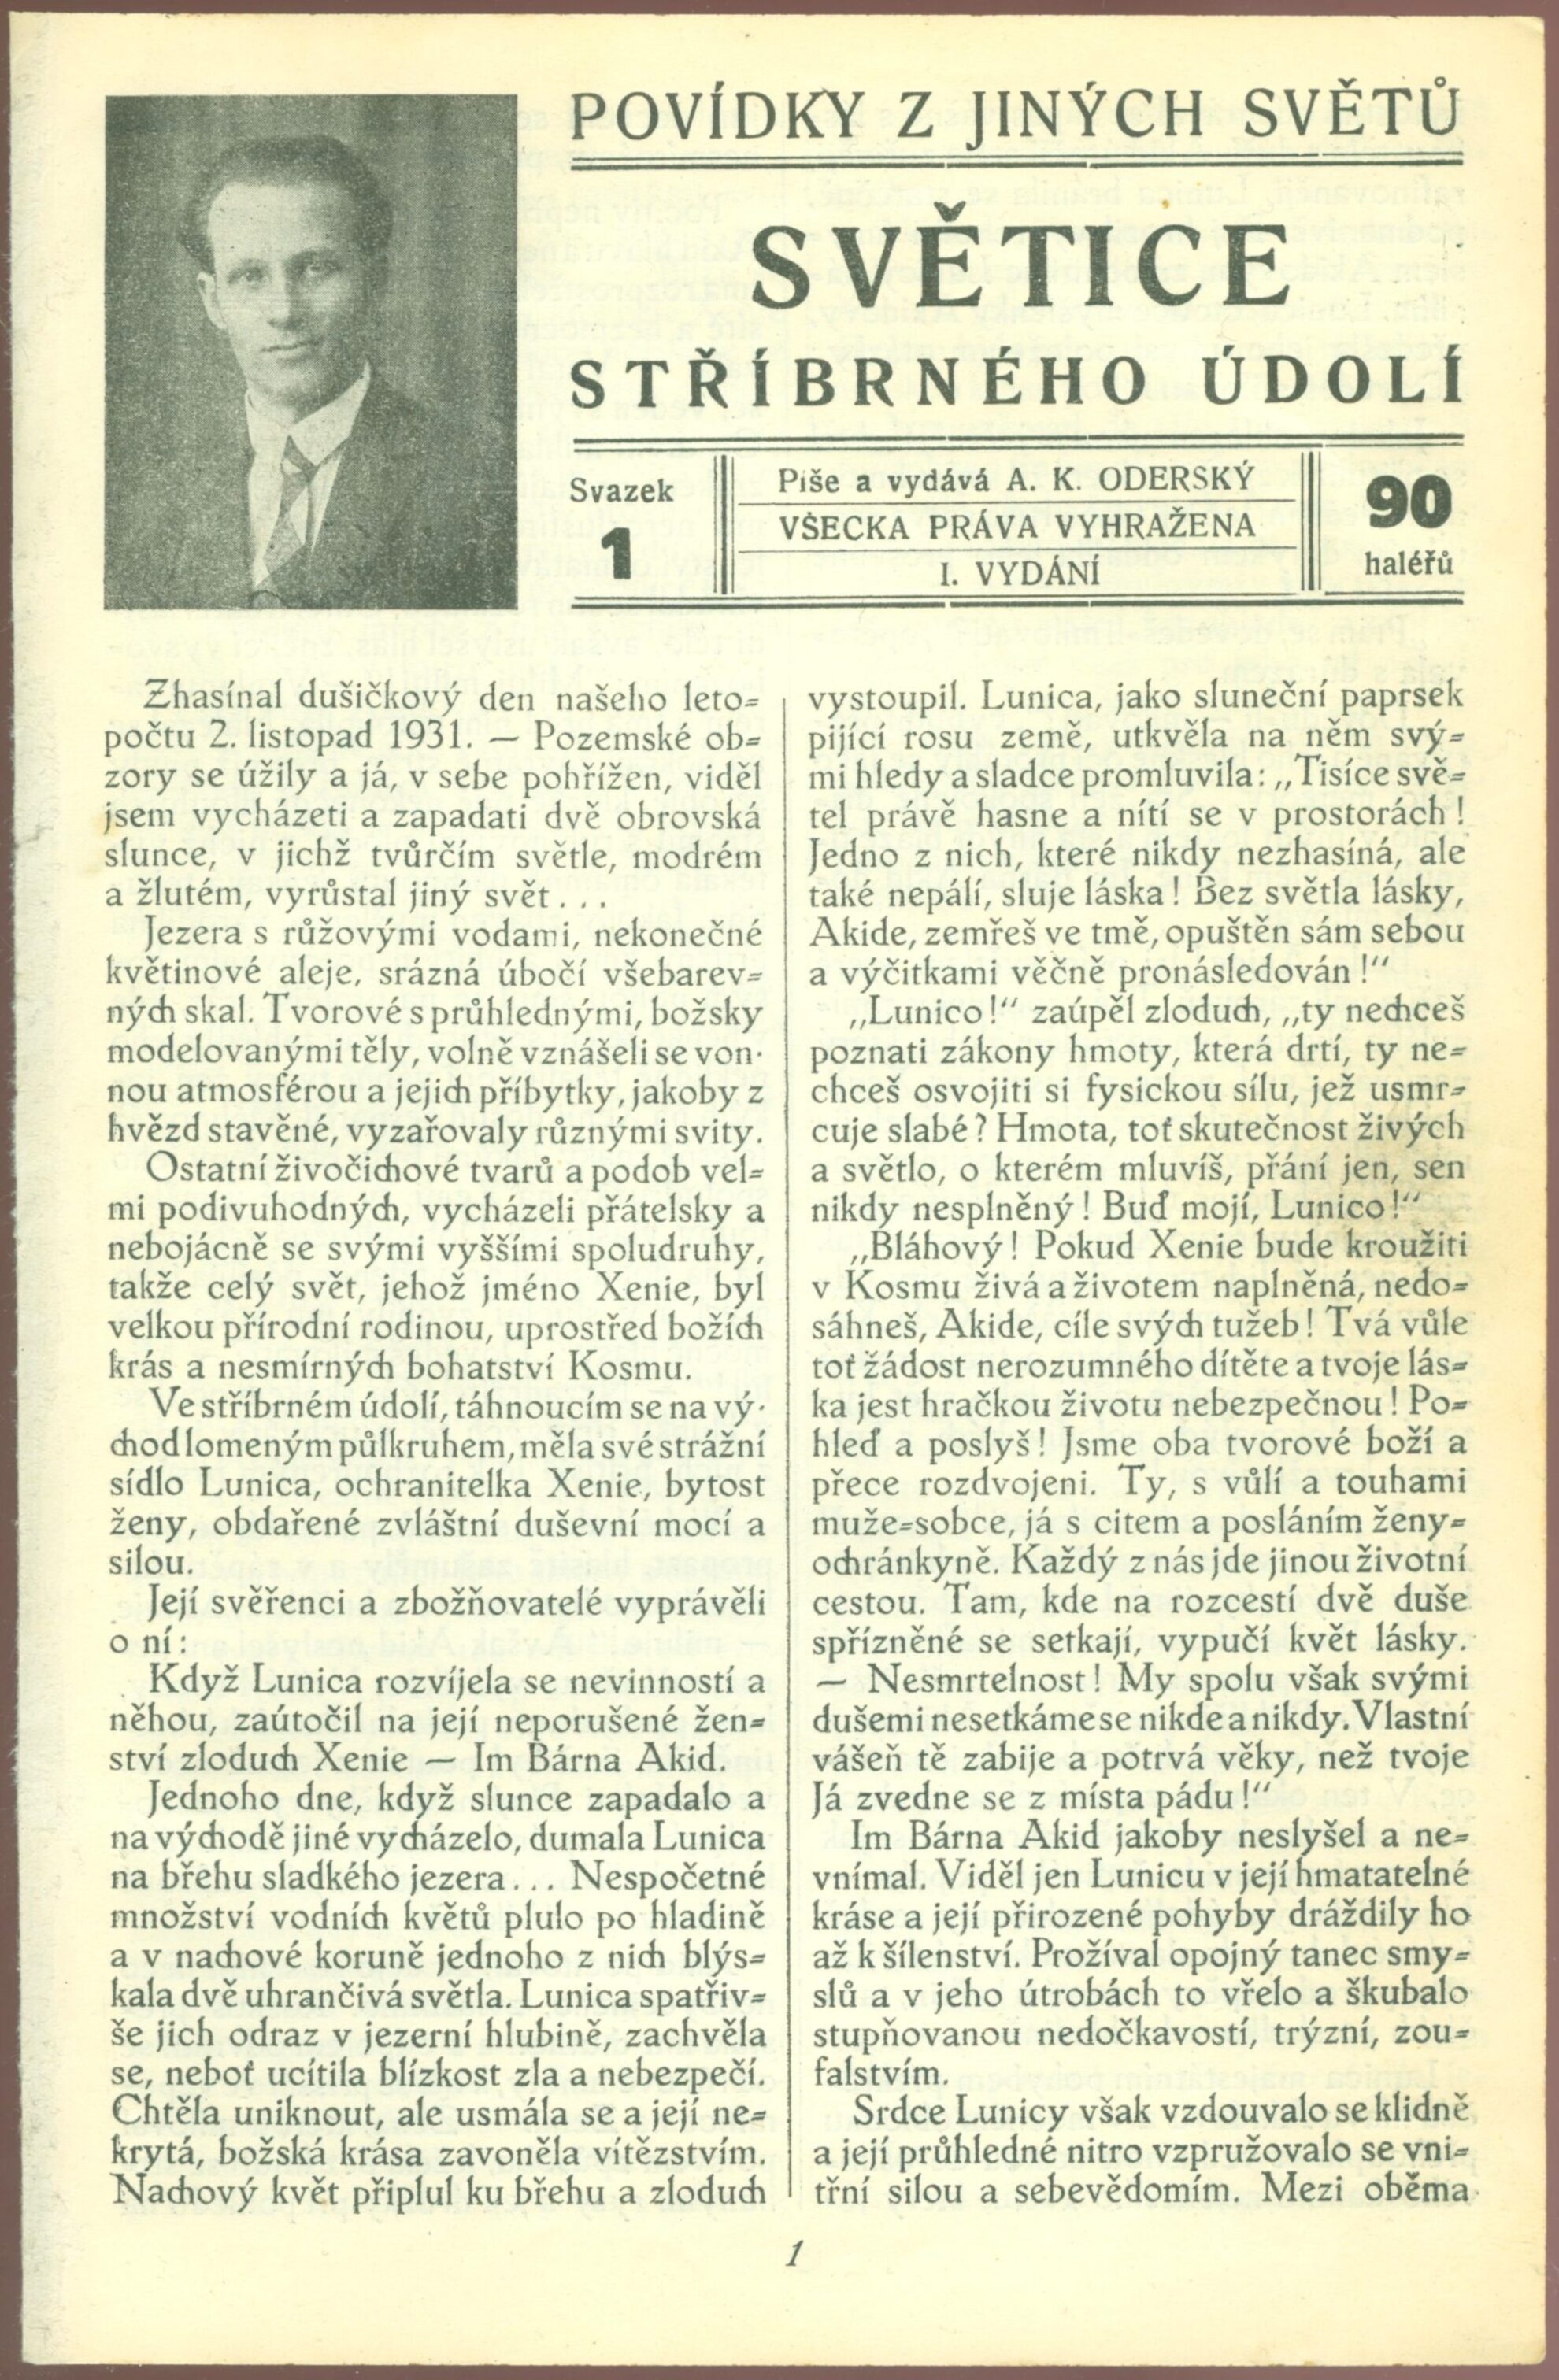 POVÍDKY Z JINÝCH SVĚTŮ
SVĚTICE
STŘÍBRNÉHO ÚDOLÍ
Svazek
1
Píše a vydává A. K. ODERSKÝ
VŠECKA PRÁVA VYHRAŽENA
I. VYDÁNÍ
90
haléřů
Zhasínal dušičkový den našeho leto-
počtu 2. listopad 1931. — Pozemské ob-
zory se úžily a já, v sebe pohřížen, viděl
jsem vycházeti a zapadati dvě obrovská
slunce, v jichž tvůrčím světle, modrém
a žlutém, vyrůstal jiný svět...
Jezera s růžovými vodami, nekonečné
květinové aleje, srázná úbočí všebarev-
ných skal. Tvorové s průhlednými, božsky
modelovanými těly, volně vznášeli se von-
nou atmosférou a jejich příbytky, jakoby z
hvězd stavěné, vyzařovaly různými svity.
Ostatní živočichové tvarů a podob vel-
mi podivuhodných, vycházeli přátelsky a
nebojácně se svými vyššími spoludruhy,
takže celý svět, jehož jméno Xenie, byl
velkou přírodní rodinou, uprostřed božích
krás a nesmírných bohatství Kosmu.
Ve stříbrném údolí, táhnoucím se na vý-
chod lomeným půlkruhem, měla své strážní
sídlo Lunica, ochranitelka Xenie, bytost
ženy, obdařené zvláštní duševní mocí a
silou.
Její svěřenci a zbožňovatelé vyprávěli
o ní:
Když Lunica rozvíjela se nevinností a
něhou, zaútočil na její neporušené žen-
ství zloduch Xenie — Im Bárna Akid.
Jednoho dne, když slunce zapadalo a
na východě jiné vycházelo, dumala Lunica
na břehu sladkého jezera... Nespočetné
množství vodních květů plulo po hladině
a v nachové koruně jednoho z nich blýs-
kala dvě uhrančivá světla. Lunica spatřiv-
še jich odraz v jezerní hlubině, zachvěla
se, neboť ucítila blízkost zla a nebezpečí.
Chtěla uniknout, ale usmála se a její ne-
krytá, božská krása zavoněla vítězstvím.
Nachový květ připlul ku břehu a zloduch
vystoupil. Lunica, jako sluneční paprsek
pijící rosu země, utkvěla na něm svý-
mi hledy a sladce promluvila: „Tisíce svě-
tel právě hasne a nítí se v prostorách!
Jedno z nich, které nikdy nezhasíná, ale
také nepálí, sluje láska! Bez světla lásky,
Akide, zemřeš ve tmě, opuštěn sám sebou
a výčitkami věčně pronásledován!“
„Lunico!“ zaúpěl zloduch, „ty nechceš
poznati zákony hmoty, která drtí, ty ne-
chceš osvojiti si fysickou sílu, jež usmr-
cuje slabé? Hmota, toť skutečnost živých
a světlo, o kterém mluvíš, přání jen, sen
nikdy nesplněný! Buď mojí, Lunico!“
„Bláhový! Pokud Xenie bude kroužiti
v Kosmu živá a životem naplněná, nedo-
sáhneš, Akide, cíle svých tužeb! Tvá vůle
toť žádost nerozumného dítěte a tvoje lás-
ka jest hračkou životu nebezpečnou! Po-
hleď a poslyš! Jsme oba tvorové boží a
přece rozdvojeni. Ty, s vůlí a touhami
muže-sobce, já s citem a posláním ženy-
ochránkyně. Každý z nás jde jinou životní
cestou. Tam, kde na rozcestí dvě duše
spřízněné se setkají, vypučí květ lásky.
— Nesmrtelnost! My spolu však svými
dušemi nesetkáme se nikde a nikdy. Vlastní
vášeň tě zabije a potrvá věky, než tvoje
Já zvedne se z místa pádu!“
Im Bárna Akid jakoby neslyšel a ne-
vnímal. Viděl jen Lunicu v její hmatatelné
kráse a její přirozené pohyby dráždily ho
až k šílenství. Prožíval opojný tanec smy-
slů a v jeho útrobách to vřelo a škubalo
stupňovanou nedočkavostí, trýzní, zou-
falstvím.
Srdce Lunicy však vzdouvalo se klidně
a její průhledné nitro vzpružovalo se vni-
třní silou a sebevědomím. Mezi oběma
1